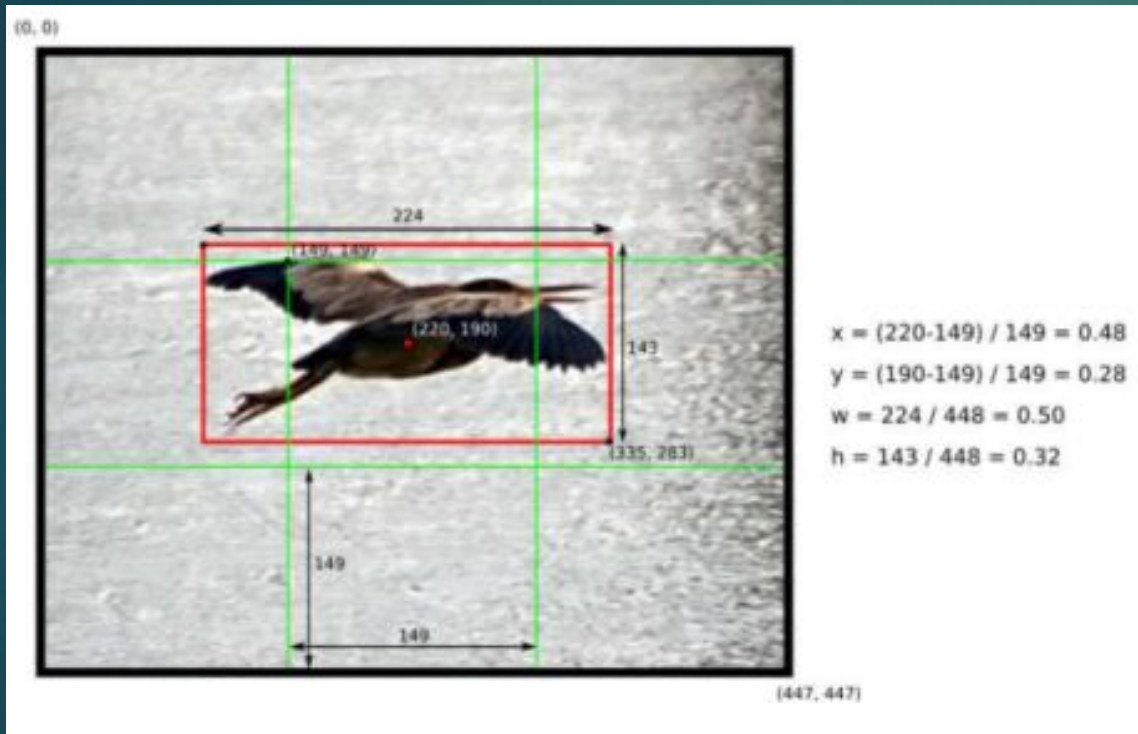 (0, 0)
224
(149, 149)
(220, 190)
143
(335, 283)
149
149
(447, 447)
x = (220-149) / 149 = 0.48
y = (190-149) / 149 = 0.28
w = 224 / 448 = 0.50
h = 143 / 448 = 0.32